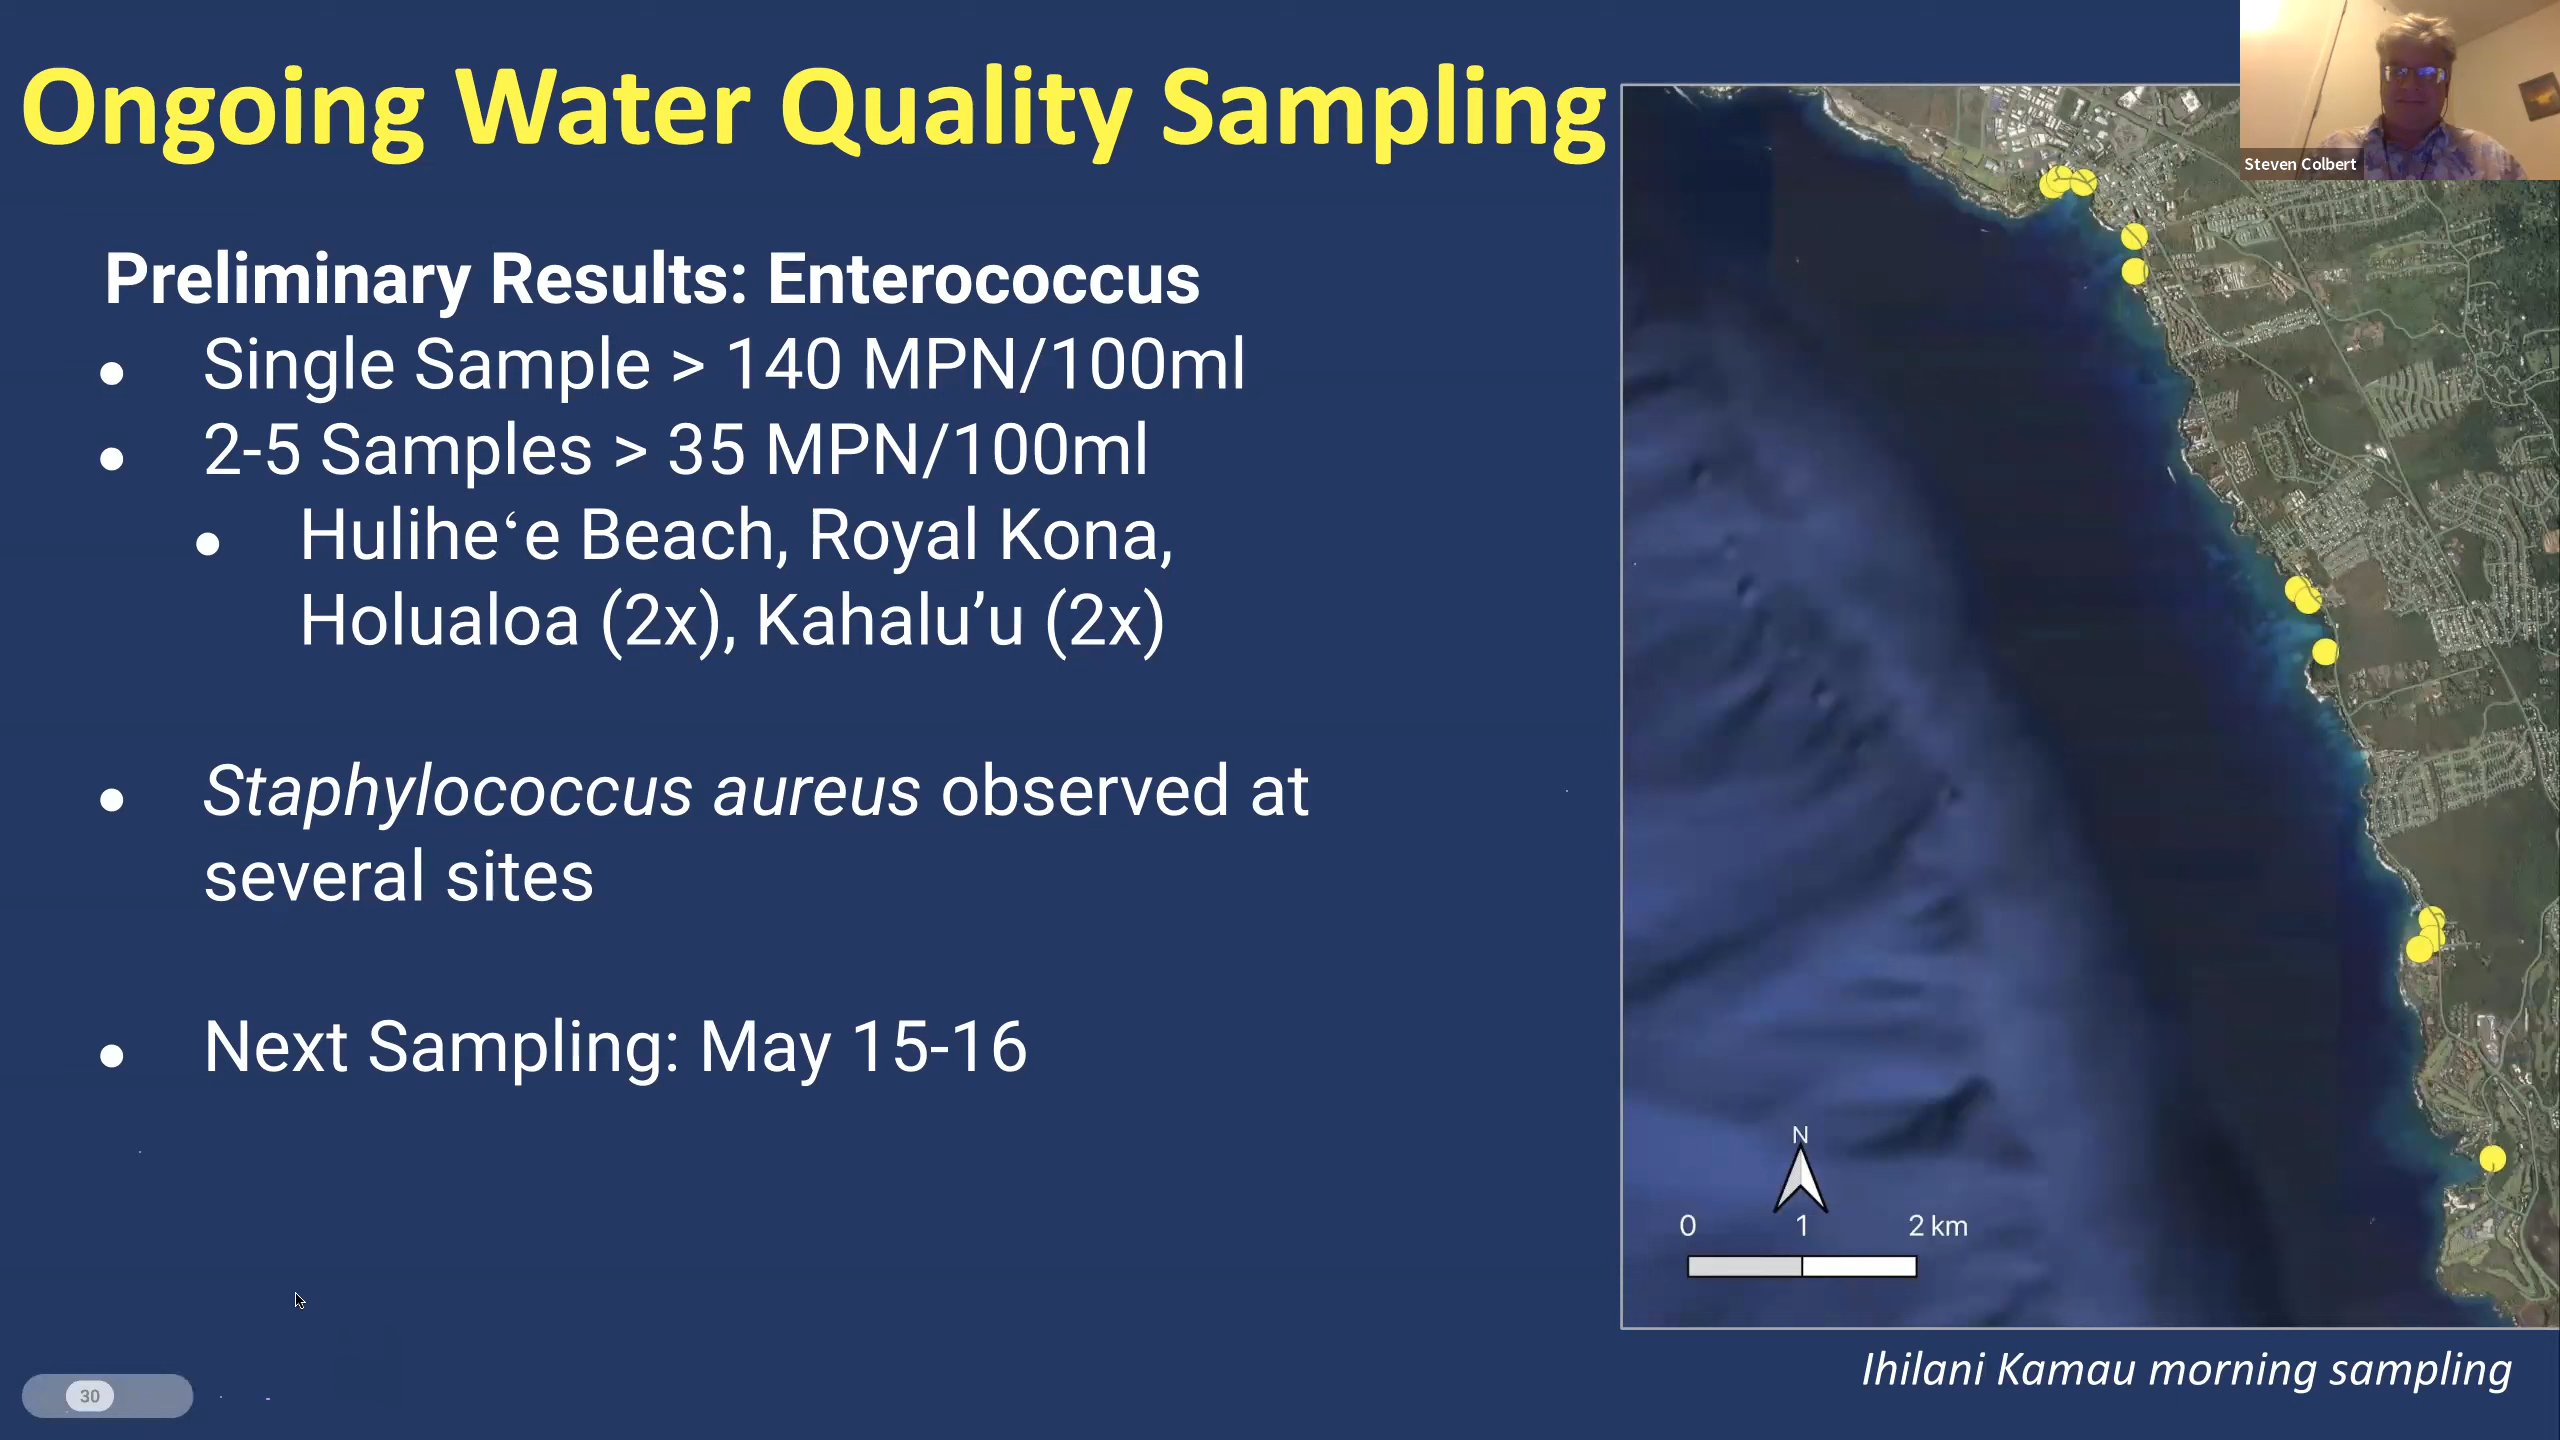 Ongoing Water Quality Sampling
Steven Colbert
Preliminary Results: Enterococcus
• Single Sample > 140 MPN/100ml
• 2-5 Samples > 35 MPN/100ml
• Huliheʻe Beach, Royal Kona,
Holualoa (2x), Kahalu’u (2x)
• Staphylococcus aureus observed at
several sites
• Next Sampling: May 15-16
N
0 1 2 km
Ihilani Kamau morning sampling
30